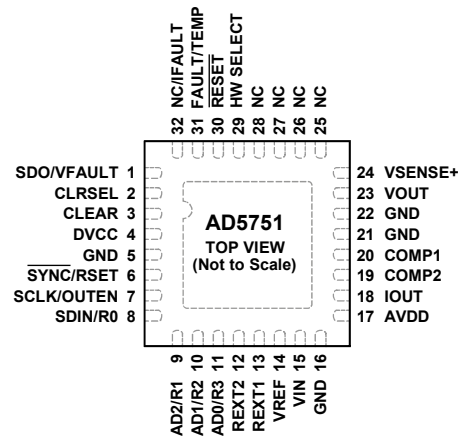 32 NC/IFAULT
31 FAULT/TEMP
30 RESET
29 HW SELECT
28 NC
27 NC
26 NC
25 NC
SDO/VFAULT 1
CLRSEL 2
CLEAR 3
DVCC 4
GND 5
SYNC/RSET 6
SCLK/OUTEN 7
SDIN/R0 8
AD5751
TOP VIEW
(Not to Scale)
24 VSENSE+
23 VOUT
22 GND
21 GND
20 COMP1
19 COMP2
18 IOUT
17 AVDD
AD2/R1 9
AD1/R2 10
AD0/R3 11
REXT2 12
REXT1 13
VREF 14
VIN 15
GND 16